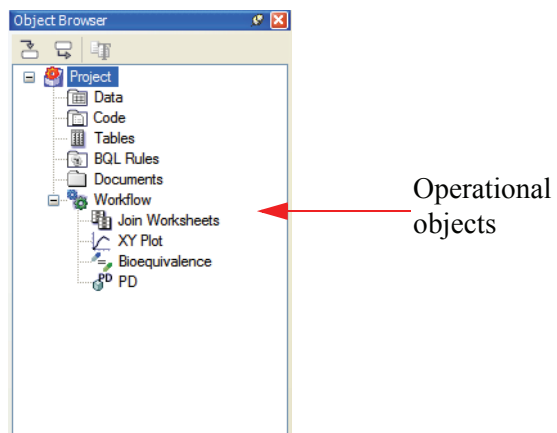 Object Browser
Project
Data
Code
Tables
BQL Rules
Documents
Workflow
Join Worksheets
XY Plot
Bioequivalence
PD PD
Operational
objects